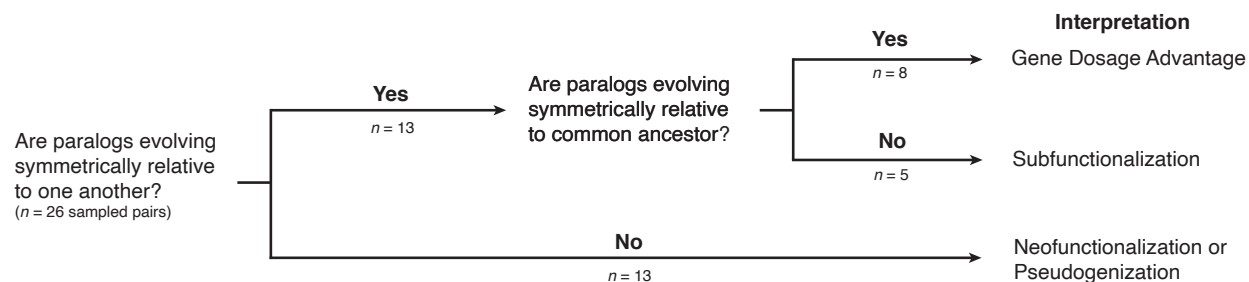 Interpretation
Yes
n = 8
Gene Dosage Advantage
Are paralogs evolving
symmetrically relative
to common ancestor?
Yes
n = 13
No
n = 5
Subfunctionalization
Are paralogs evolving
symmetrically relative
to one another?
(n = 26 sampled pairs)
No
n = 13
Neofunctionalization or
Pseudogenization